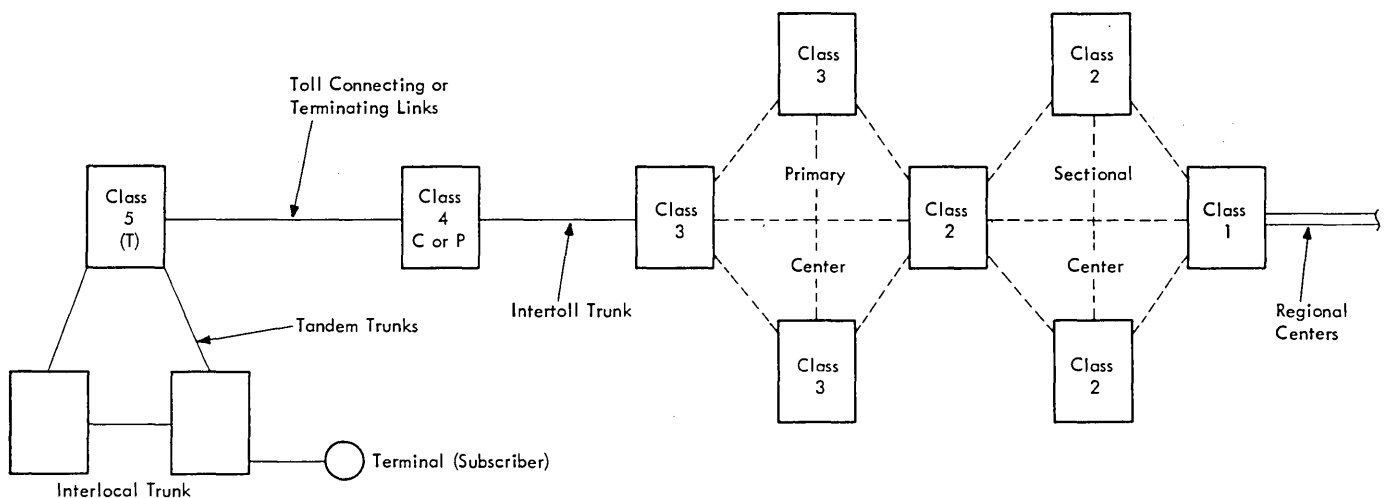 Toll Connecting or
Terminating Links
Class
5
(T)
Class
4
C or P
Class
3
Class
3
Class
3
Primary
Center
Class
2
Class
2
Class
2
Sectional
Center
Class
1
Intertoll Trunk
Regional
Centers
Tandem Trunks
Interlocal Trunk
Terminal (Subscriber)